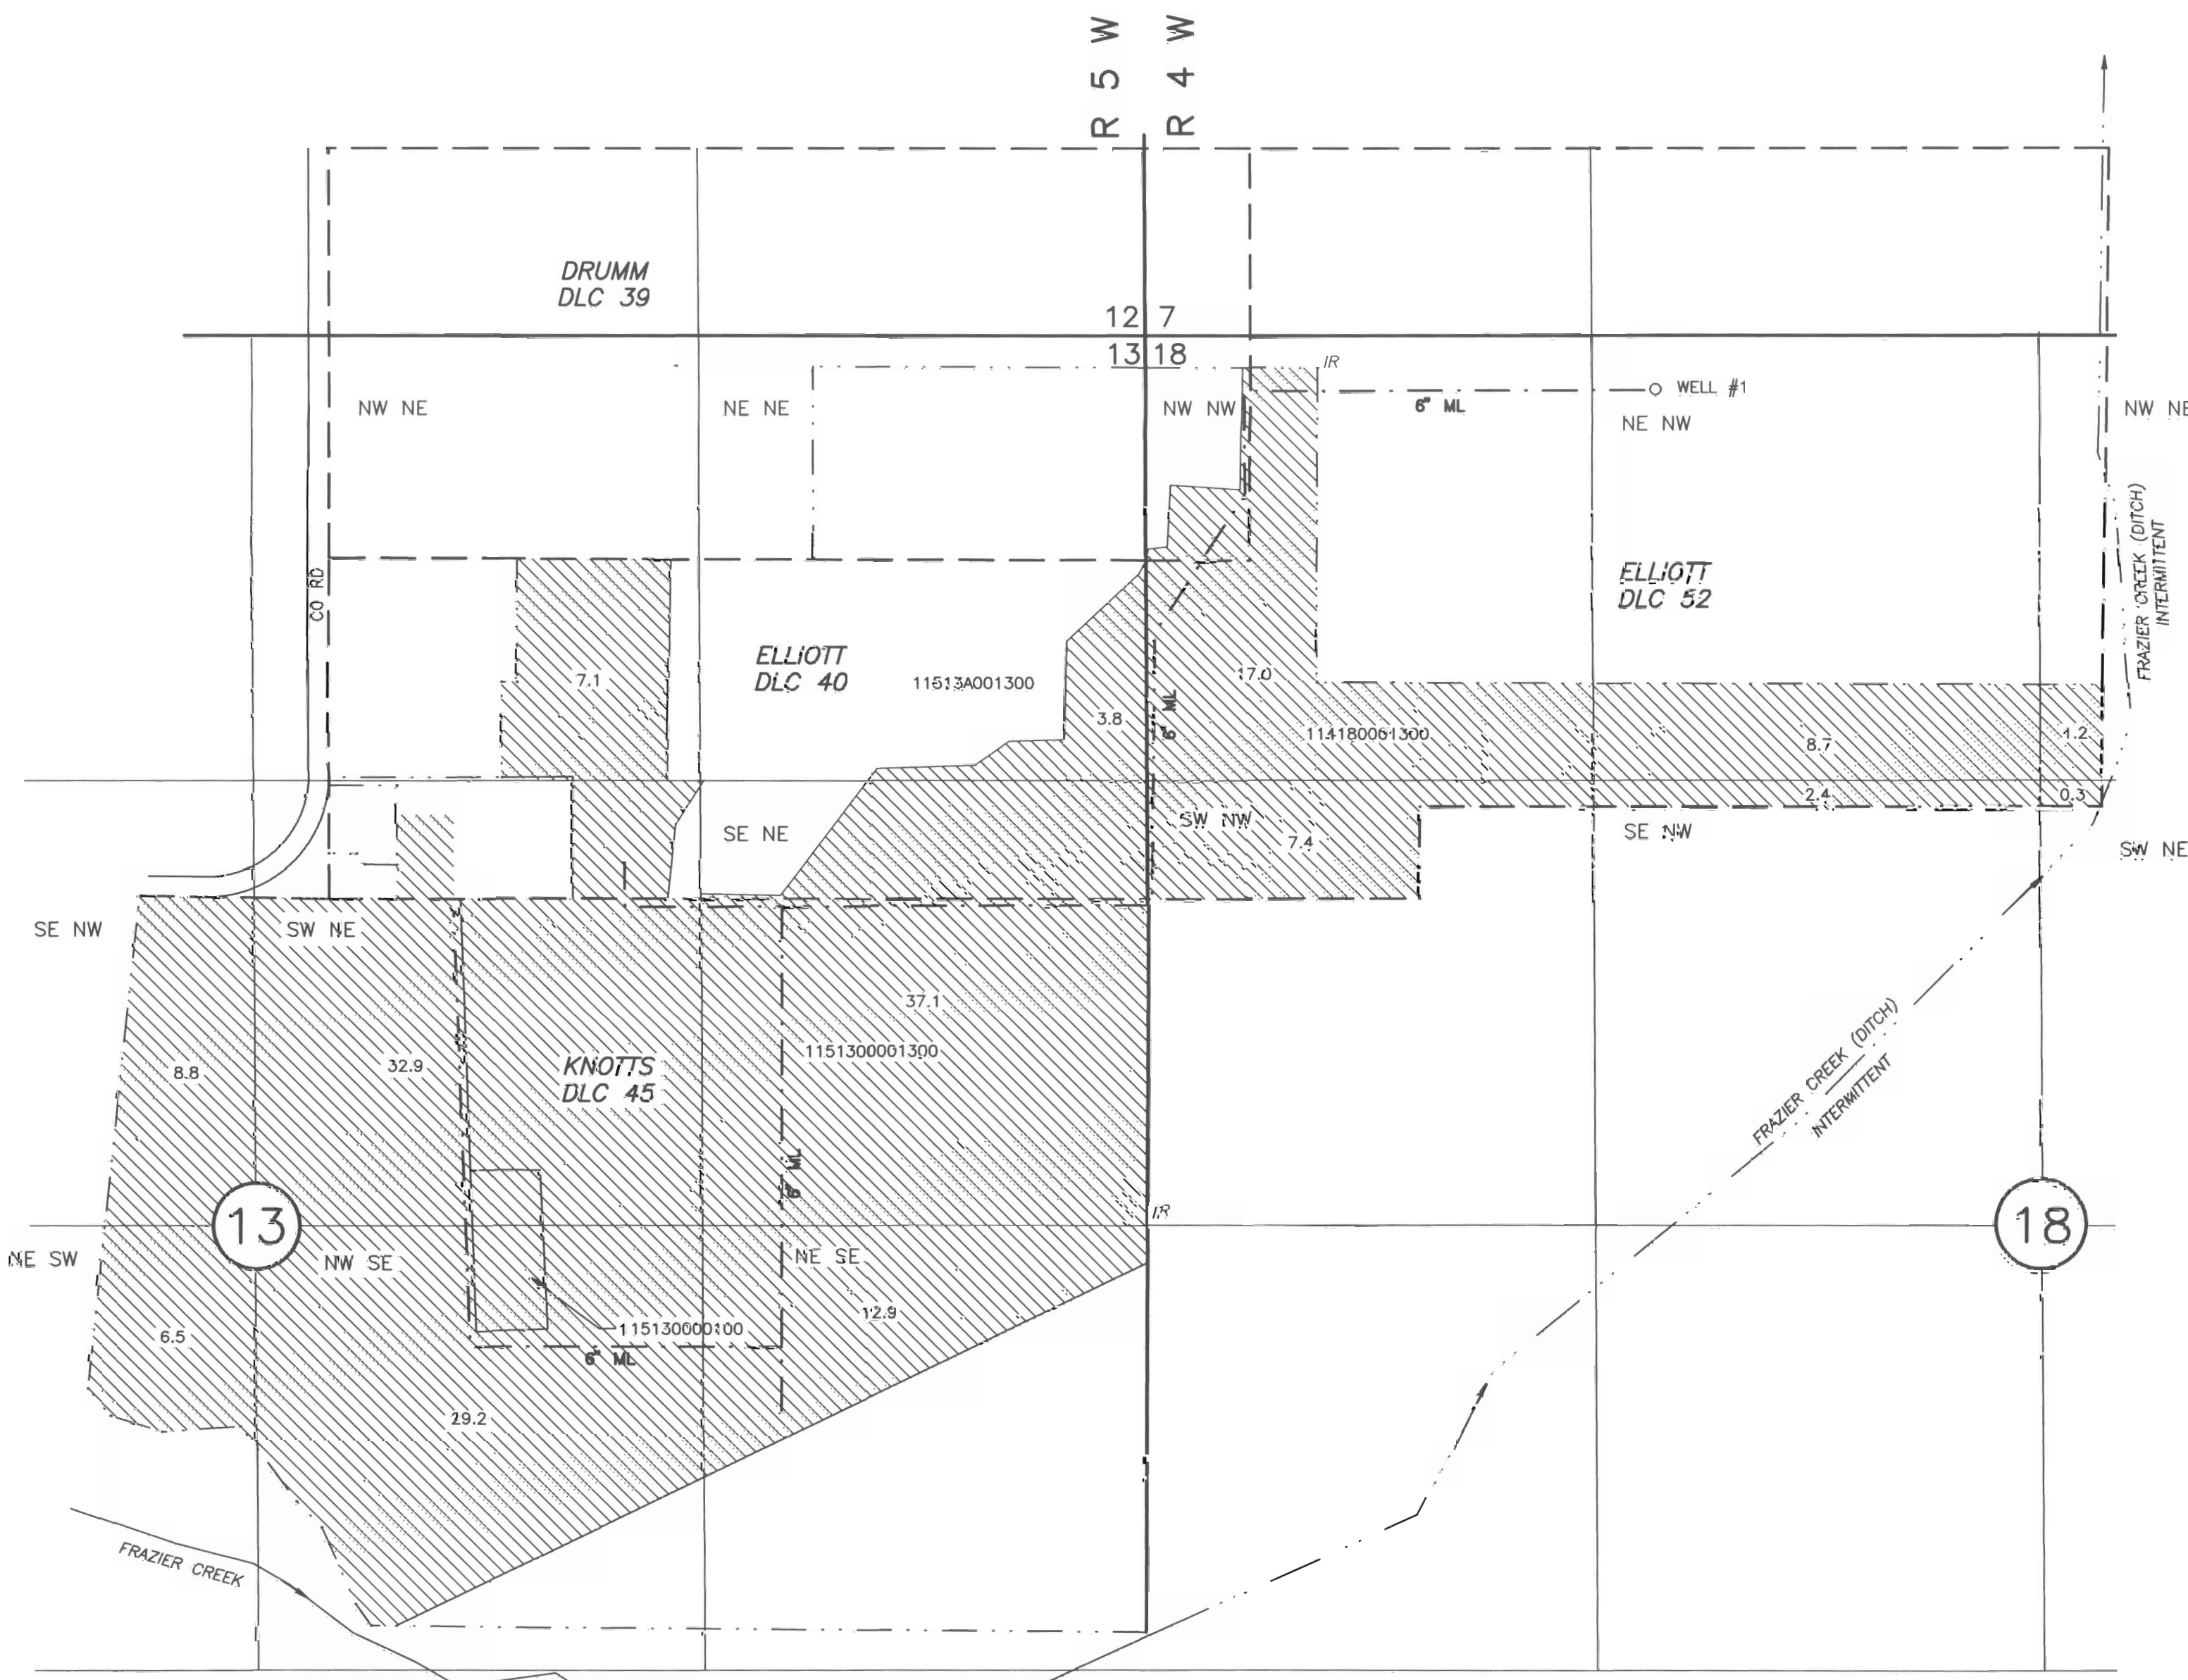 R 5 W
R 4 W
DRUMM
DLC 39
12 7
13 18
IR
WELL #1
6" ML
NW NE
NE NE
NW NW
NE NW
NW NE
FRAZIER CREEK (DITCH)
INTERMITTENT
CO RD
ELLIOTT
DLC 52
ELLIOTT
DLC 40
11513A001300
7.1
3.8
6" ML
17.0
8.7
1.2
2.4
0.3
SE NE
SW NW
7.4
SE NW
SW NE
SE NW
SW NE
37.1
1151300001300
8.8
32.9
KNOTTS
DLC 45
6" ML
FRAZIER CREEK (DITCH)
INTERMITTENT
IR
13
18
NE SW
NW SE
NE SE
12.9
6.5
115130000100
6" ML
29.2
FRAZIER CREEK